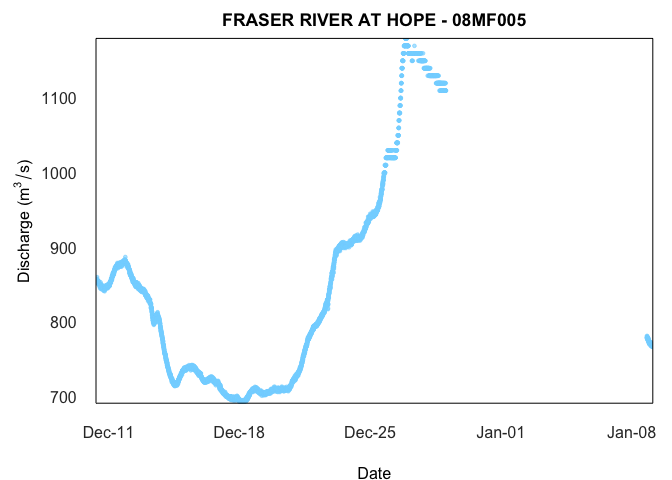 FRASER RIVER AT HOPE - 08MF005
1100
1000
900
800
700
Discharge (m³/s)
Dec-11 Dec-18 Dec-25 Jan-01 Jan-08
Date